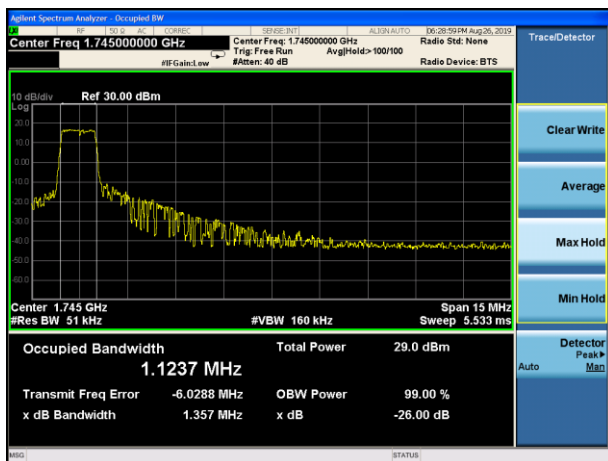 Agilent Spectrum Analyzer - Occupied BW
RF 50 Ω AC CORREC SENSE:INT ALIGN AUTO 06:28:59 PM Aug 26, 2019
Center Freq 1.745000000 GHz
Center Freq: 1.745000000 GHz Radio Std: None
Trig: Free Run Avg|Hold:>100/100
#IFGain:Low #Atten: 40 dB Radio Device: BTS
Trace/Detector
10 dB/div Ref 30.00 dBm
Log
20.0
10.0
0.00
-10.0
-20.0
-30.0
-40.0
-50.0
-60.0
Center 1.745 GHz Span 15 MHz
#Res BW 51 kHz #VBW 160 kHz Sweep 5.533 ms
Occupied Bandwidth Total Power 29.0 dBm
1.1237 MHz
Transmit Freq Error -6.0288 MHz OBW Power 99.00 %
x dB Bandwidth 1.357 MHz x dB -26.00 dB
Clear Write
Average
Max Hold
Min Hold
Detector
Peak▶
Auto Man
MSG STATUS